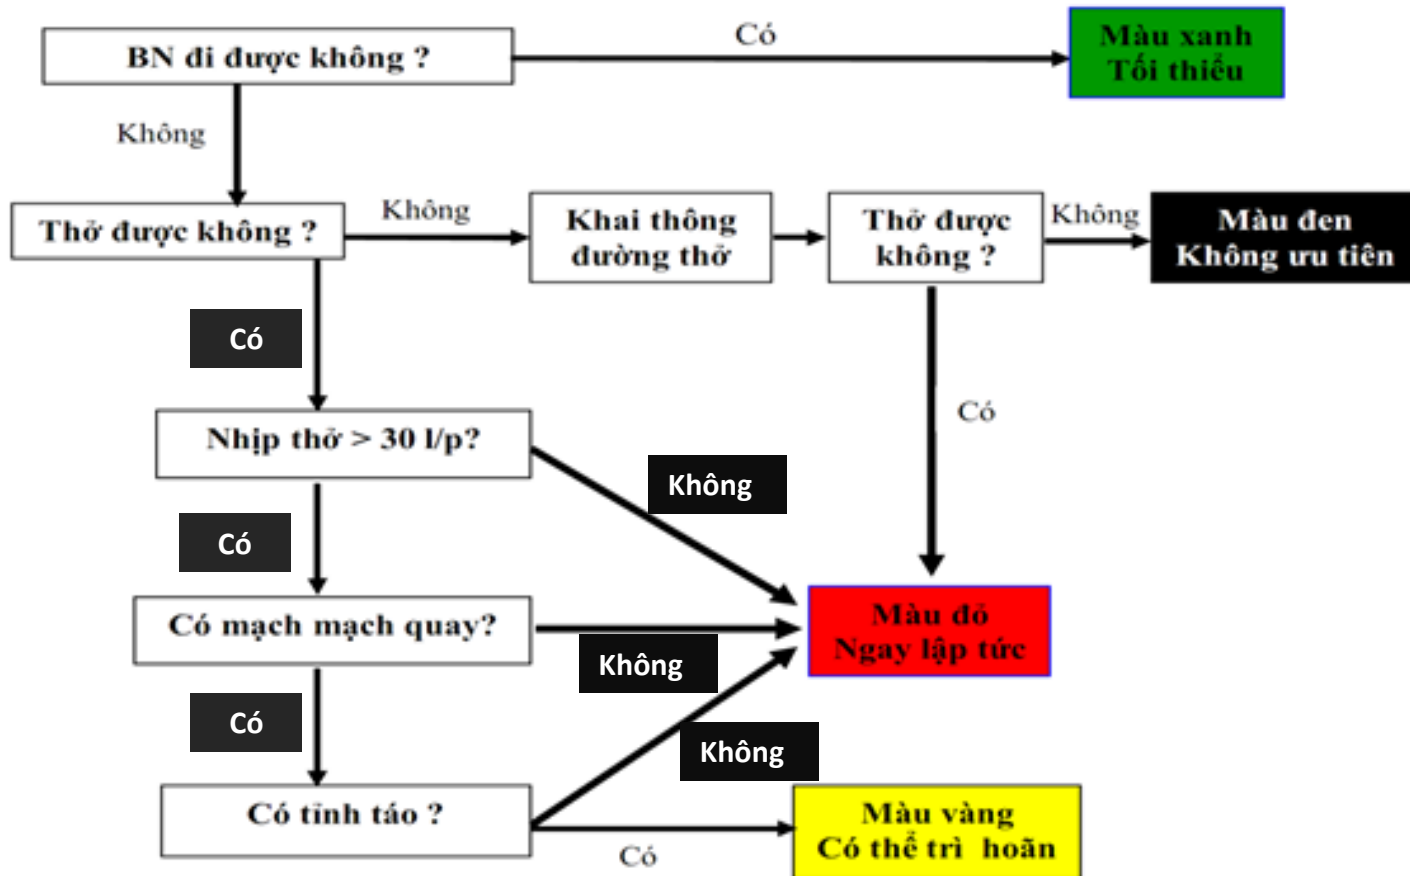 BN đi được không ?
Có
Màu xanh
Tối thiểu
Không
Thở được không ?
Không
Khai thông
đường thở
Thở được
không ?
Không
Màu đen
Không ưu tiên
Có
Có
Nhịp thở > 30 l/p?
Không
Có
Có mạch mạch quay?
Không
Màu đỏ
Ngay lập tức
Có
Không
Có tỉnh táo ?
Có
Màu vàng
Có thể trì hoãn